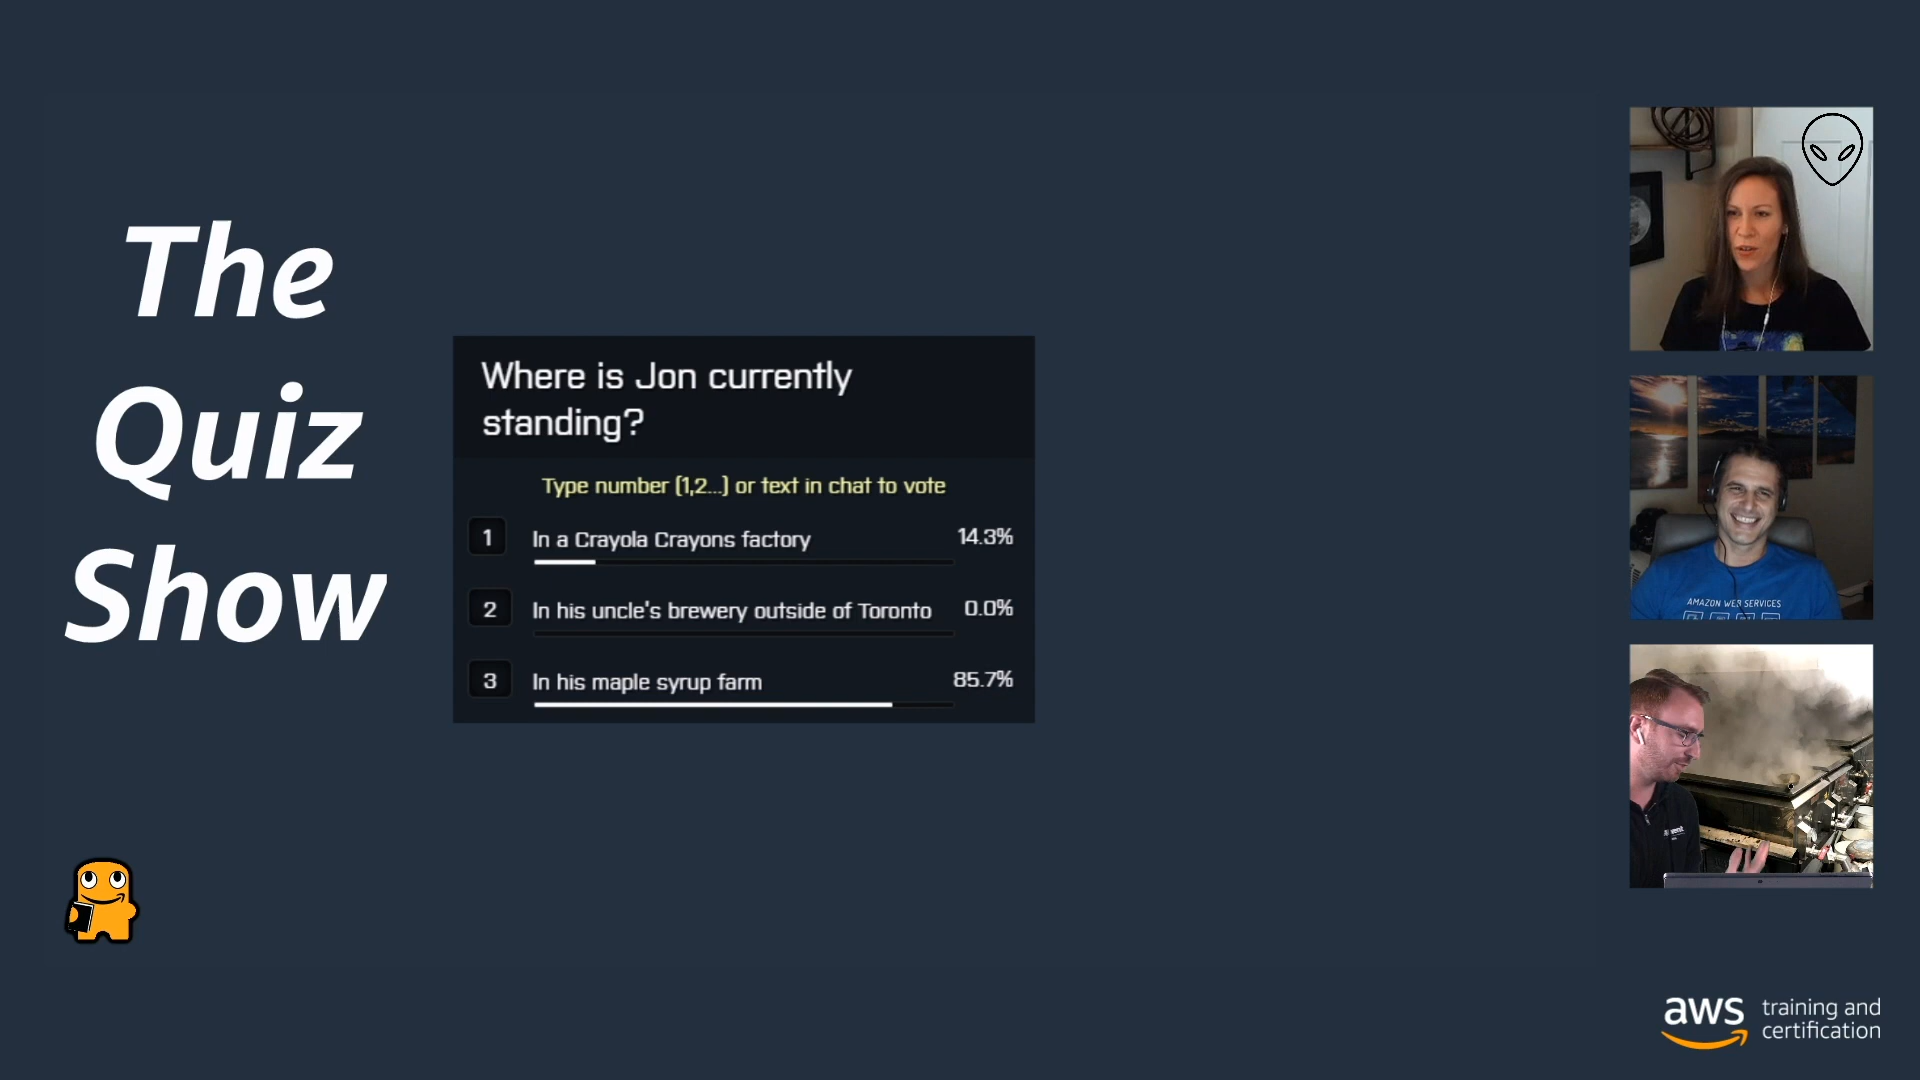 The
Quiz
Show
Where is Jon currently
standing?
Type number (1,2...) or text in chat to vote
1 In a Crayola Crayons factory 14.3%
2 In his uncle's brewery outside of Toronto 0.0%
3 In his maple syrup farm 85.7%
AMAZON WEB SERVICES
aws training and
certification